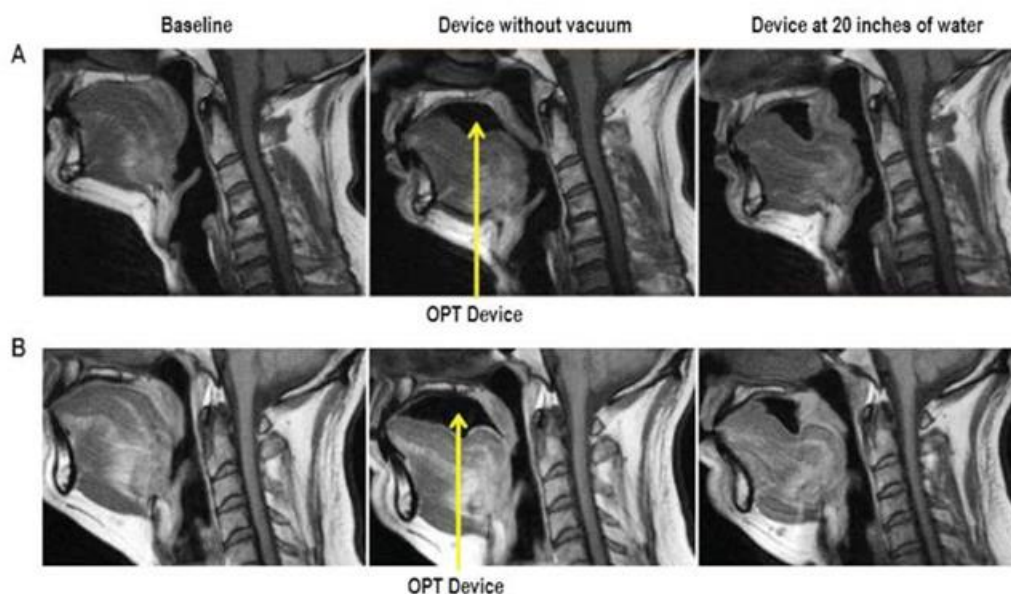 Baseline Device without vacuum Device at 20 inches of water
A
OPT Device
B
OPT Device